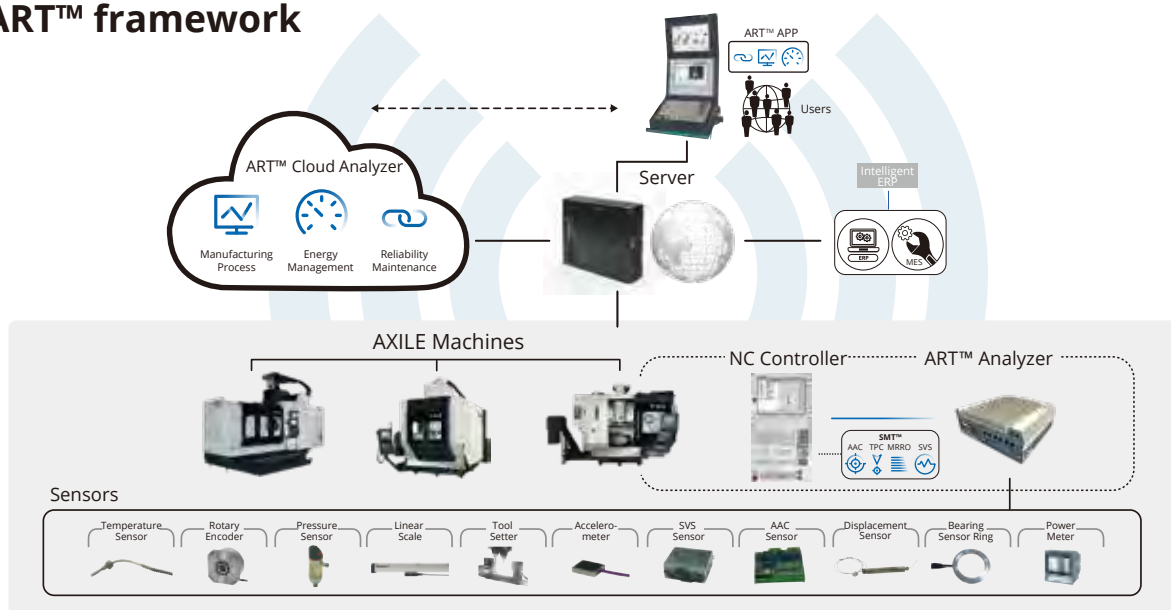 ART™ framework
ART™ APP
Users
ART™ Cloud Analyzer
Manufacturing
Process
Energy
Management
Reliability
Maintenance
Server
Intelligent
ERP
ERP
MES
AXILE Machines
NC Controller
ART™ Analyzer
SMT™
AAC TPC MRRO SVS
Sensors
Temperature
Sensor
Rotary
Encoder
Pressure
Sensor
Linear
Scale
Tool
Setter
Accelero-
meter
SVS
Sensor
AAC
Sensor
Displacement
Sensor
Bearing
Sensor Ring
Power
Meter